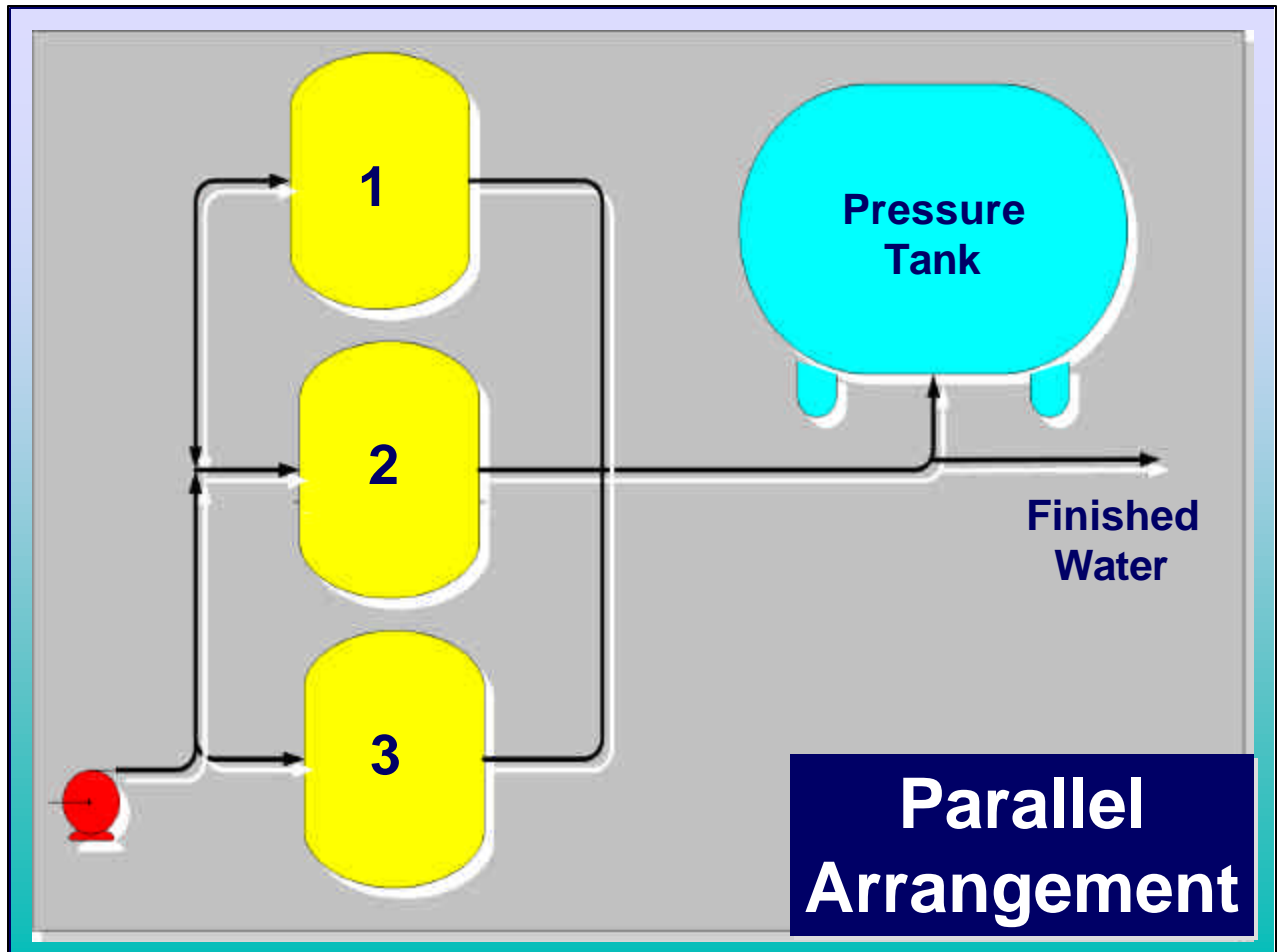 1
Pressure
Tank
2
Finished
Water
3
Parallel
Arrangement